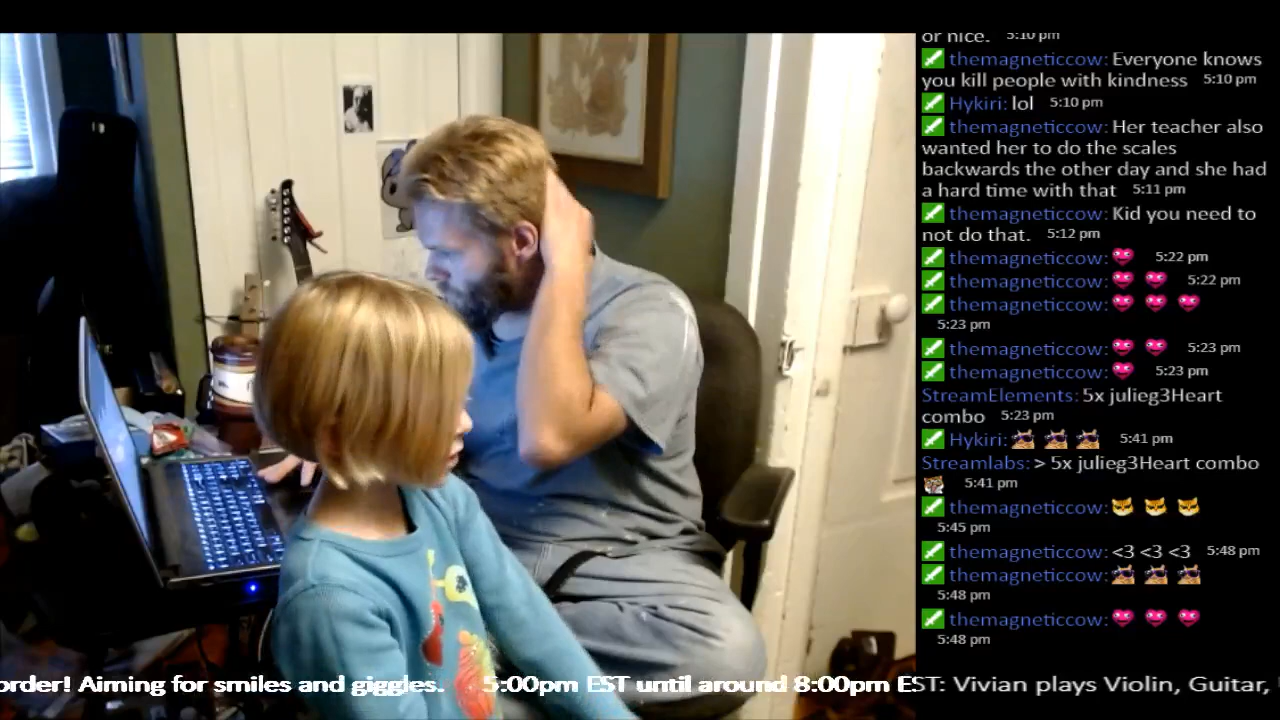 or nice. 5:10 pm
themagneticcow: Everyone knows
you kill people with kindness 5:10 pm
Hykiri: lol 5:10 pm
themagneticcow: Her teacher also
wanted her to do the scales
backwards the other day and she had
a hard time with that 5:11 pm
themagneticcow: Kid you need to
not do that. 5:12 pm
themagneticcow: 5:22 pm
themagneticcow: 5:22 pm
themagneticcow:
5:23 pm
themagneticcow: 5:23 pm
themagneticcow: 5:23 pm
StreamElements: 5x julieg3Heart
combo 5:23 pm
Hykiri: 5:41 pm
Streamlabs: > 5x julieg3Heart combo
5:41 pm
themagneticcow:
5:45 pm
themagneticcow: <3 <3 <3 5:48 pm
themagneticcow:
5:48 pm
themagneticcow:
5:48 pm
order! Aiming for smiles and giggles. 5:00pm EST until around 8:00pm EST: Vivian plays Violin, Guitar,